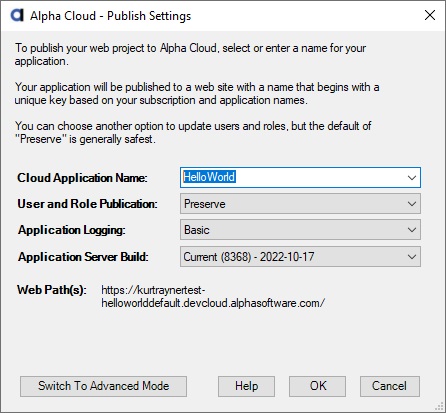 Alpha Cloud - Publish Settings
To publish your web project to Alpha Cloud, select or enter a name for your
application.
Your application will be published to a web site with a name that begins with a
unique key based on your subscription and application names.
You can choose another option to update users and roles, but the default of
"Preserve" is generally safest.
Cloud Application Name: HelloWorld
User and Role Publication: Preserve
Application Logging: Basic
Application Server Build: Current (8368) - 2022-10-17
Web Path(s): https://kurtraynertest-
helloworlddefault.devcloud.alphasoftware.com/
Switch To Advanced Mode Help OK Cancel